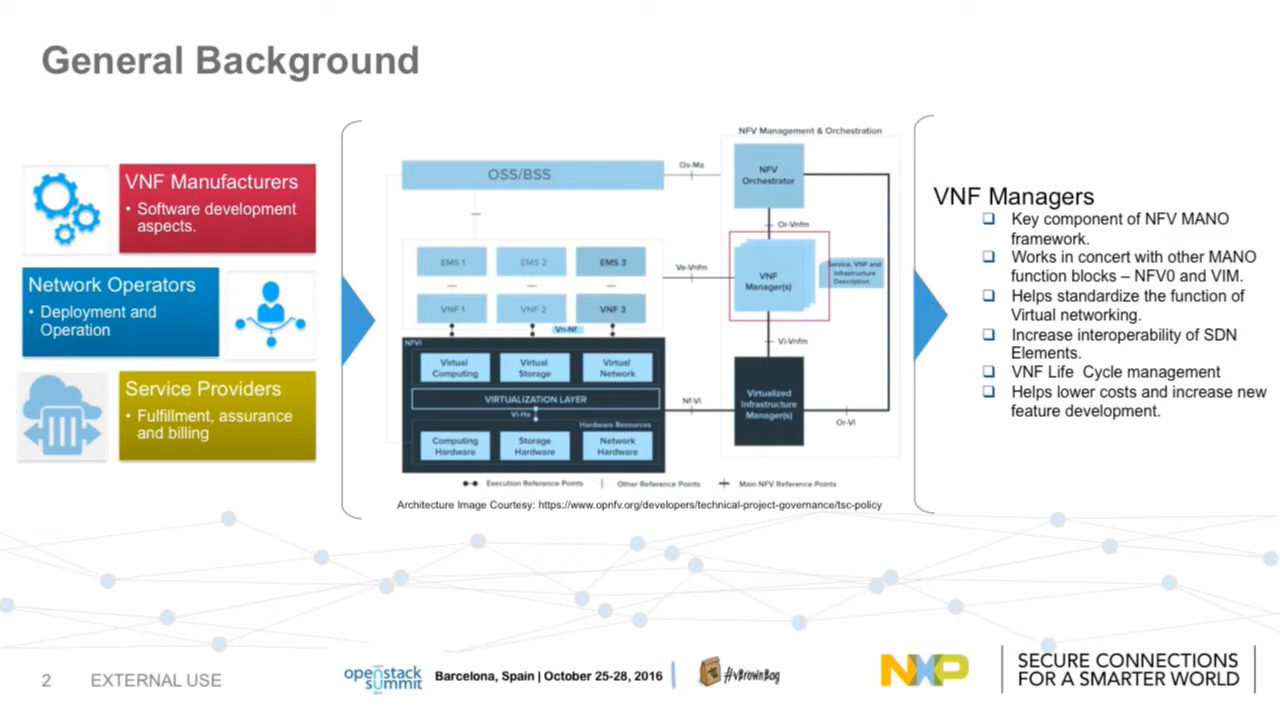 General Background
VNF Manufacturers
• Software development
aspects.
Network Operators
• Deployment and
Operation
Service Providers
• Fulfillment, assurance
and billing
NFV Management & Orchestration
OSS/BSS
Os-Ma
NFV
Orchestrator
Or-Vnfm
EMS 1
EMS 2
EMS 3
Ve-Vnfm
VNF
Manager(s)
Service, VNF and
Infrastructure
Description
VNF 1
VNF 2
VNF 3
Vn-Nf
Vi-Vnfm
NFVI
Virtual
Computing
Virtual
Storage
Virtual
Network
VIRTUALIZATION LAYER
Vi-Ha
Nf-Vi
Virtualized
Infrastructure
Manager(s)
Or-Vi
Hardware Resources
Computing
Hardware
Storage
Hardware
Network
Hardware
Execution Reference Points
Other Reference Points
Main NFV Reference Points
Architecture Image Courtesy: https://www.opnfv.org/developers/technical-project-governance/tsc-policy
VNF Managers
Key component of NFV MANO
framework.
Works in concert with other MANO
function blocks – NFV0 and VIM.
Helps standardize the function of
Virtual networking.
Increase interoperability of SDN
Elements.
VNF Life Cycle management
Helps lower costs and increase new
feature development.
2 EXTERNAL USE
openstack
summit
Barcelona, Spain | October 25-28, 2016
#vBrownBag
NXP
SECURE CONNECTIONS
FOR A SMARTER WORLD